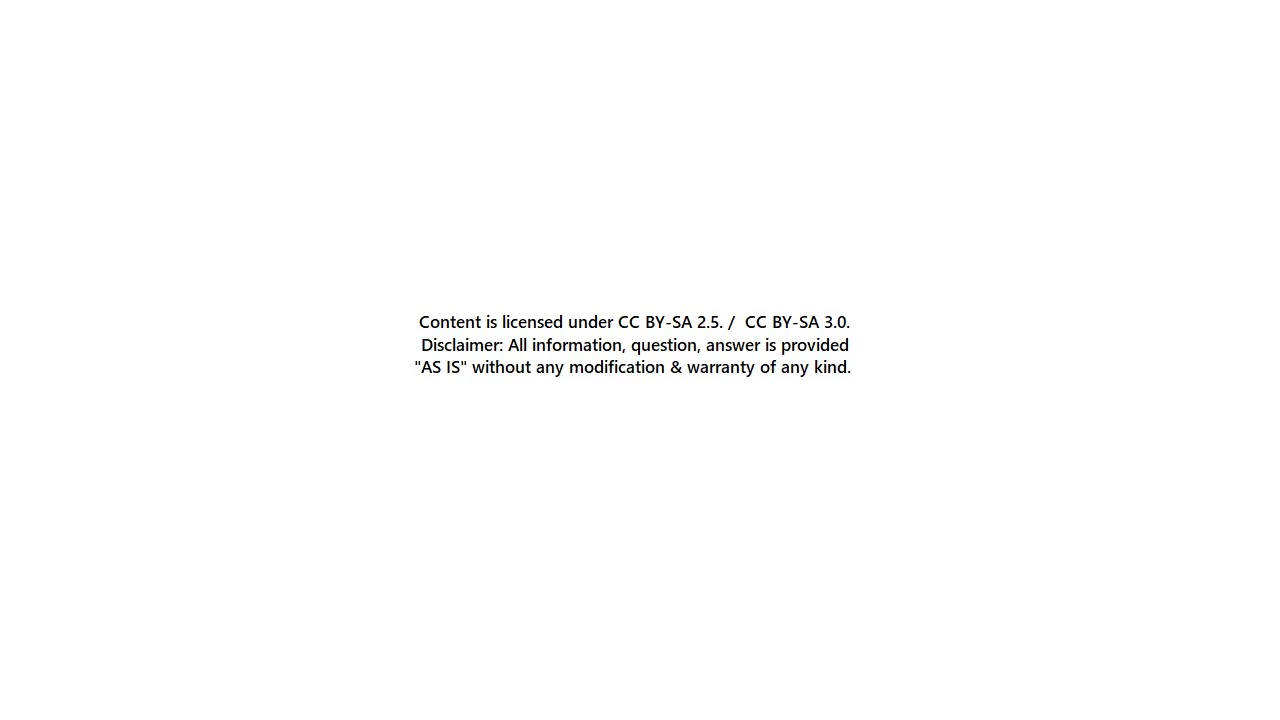 Content is licensed under CC BY-SA 2.5. /  CC BY-SA 3.0.
Disclaimer: All information, question, answer is provided
"AS IS" without any modification & warranty of any kind.